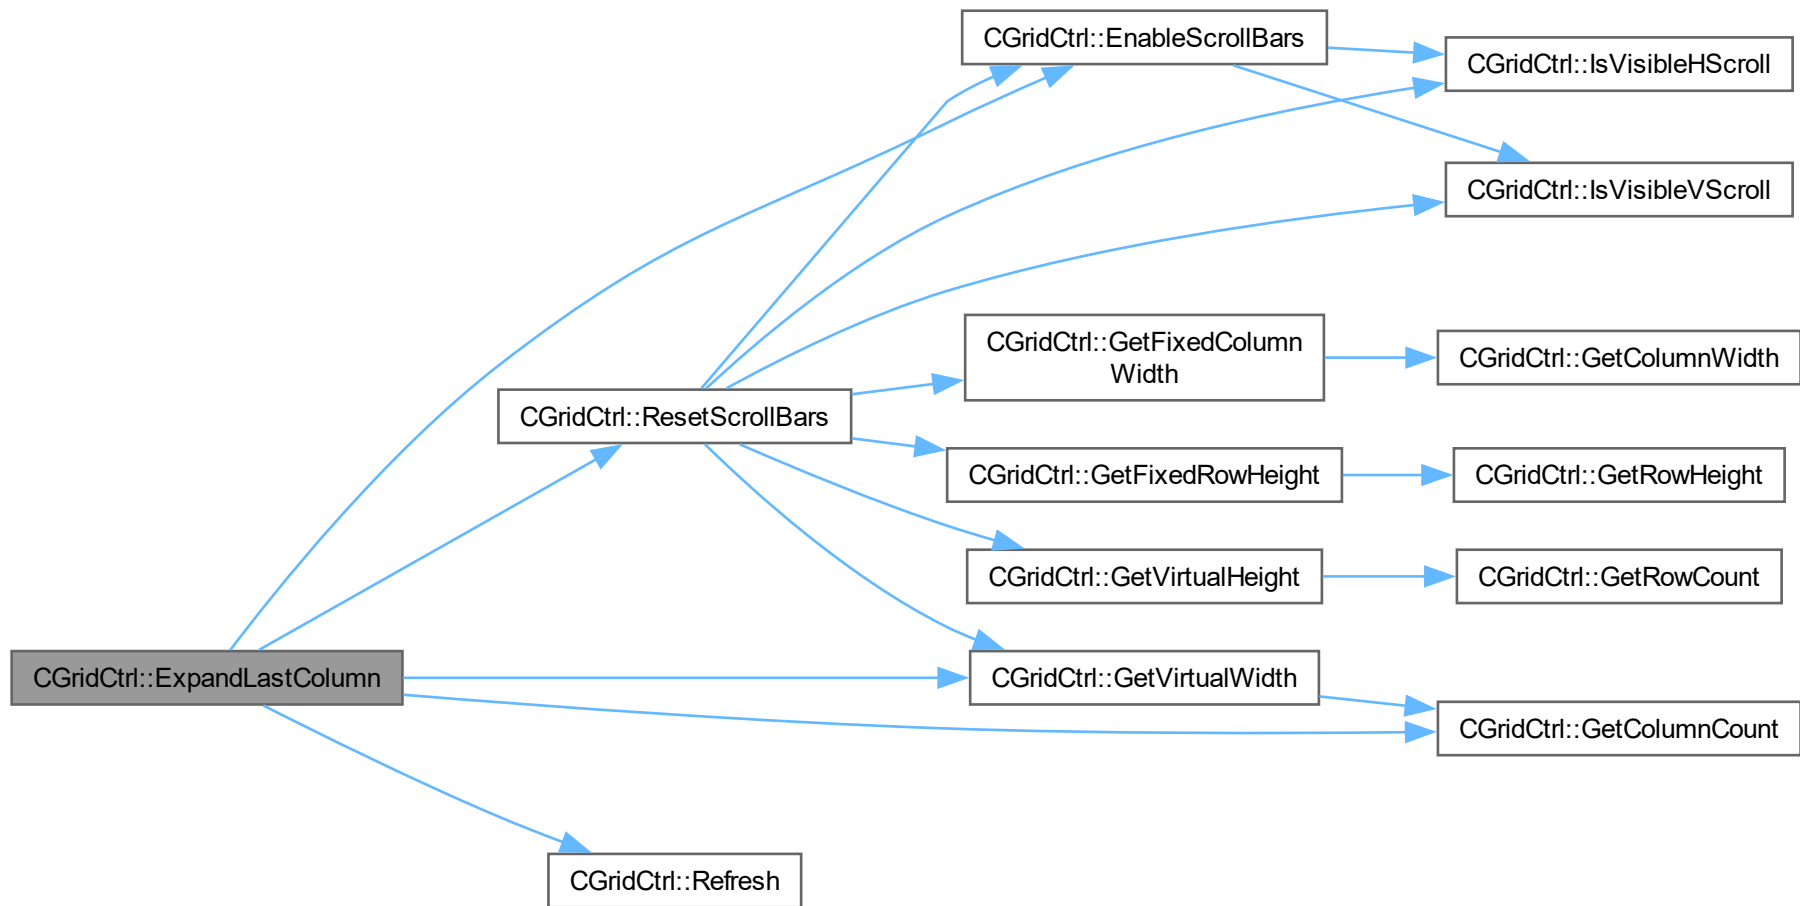 CGridCtrl::EnableScrollBars
CGridCtrl::IsVisibleHScroll
CGridCtrl::IsVisibleVScroll
CGridCtrl::GetFixedColumn
Width
CGridCtrl::GetColumnWidth
CGridCtrl::ResetScrollBars
CGridCtrl::GetFixedRowHeight
CGridCtrl::GetRowHeight
CGridCtrl::GetVirtualHeight
CGridCtrl::GetRowCount
CGridCtrl::ExpandLastColumn
CGridCtrl::GetVirtualWidth
CGridCtrl::GetColumnCount
CGridCtrl::Refresh